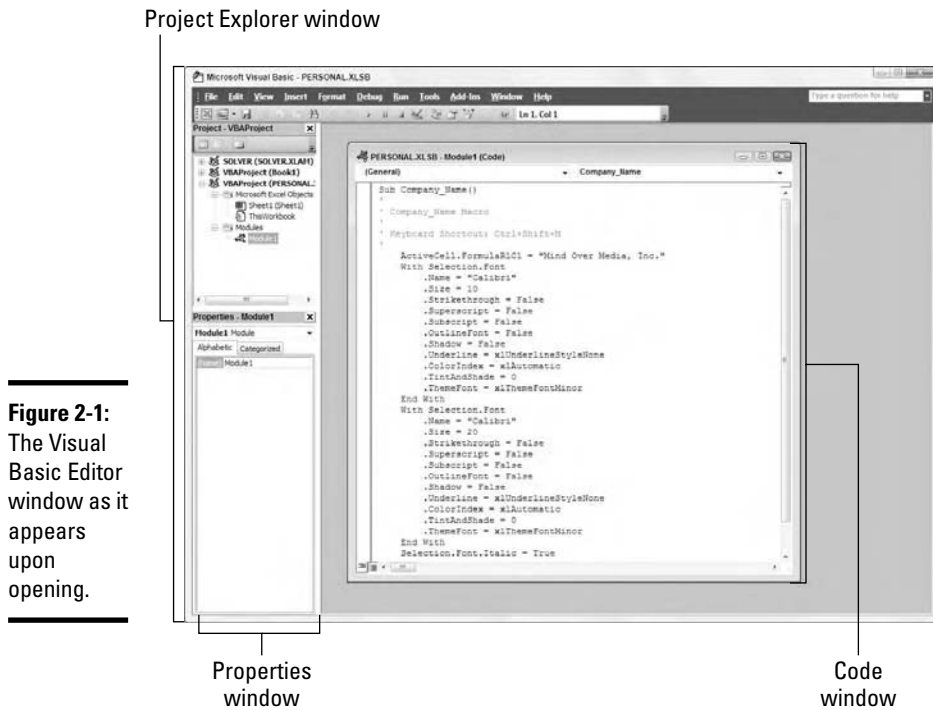 Project Explorer window
Microsoft Visual Basic - PERSONAL.XLSB
File Edit View Insert Format Debug Run Tools Add-Ins Window Help
Type a question for help
Ln 1, Col 1
Project - VBAProject
SOLVER (SOLVER.XLAM)
VBAProject (Book1)
VBAProject (PERSONAL.
Microsoft Excel Objects
Sheet1 (Sheet1)
ThisWorkbook
Modules
Module1
Properties - Module1
Module1 Module
Alphabetic Categorized
(Name) Module1
PERSONAL.XLSB - Module1 (Code)
(General) Company_Name
Sub Company_Name()
'
' Company_Name Macro
'
' Keyboard Shortcut: Ctrl+Shift+M
'
ActiveCell.FormulaR1C1 = "Mind Over Media, Inc."
With Selection.Font
.Name = "Calibri"
.Size = 10
.Strikethrough = False
.Superscript = False
.Subscript = False
.OutlineFont = False
.Shadow = False
.Underline = xlUnderlineStyleNone
.ColorIndex = xlAutomatic
.TintAndShade = 0
.ThemeFont = xlThemeFontMinor
End With
With Selection.Font
.Name = "Calibri"
.Size = 20
.Strikethrough = False
.Superscript = False
.Subscript = False
.OutlineFont = False
.Shadow = False
.Underline = xlUnderlineStyleNone
.ColorIndex = xlAutomatic
.TintAndShade = 0
.ThemeFont = xlThemeFontMinor
End With
Selection.Font.Italic = True
Figure 2-1:
The Visual
Basic Editor
window as it
appears
upon
opening.
Properties
window
Code
window